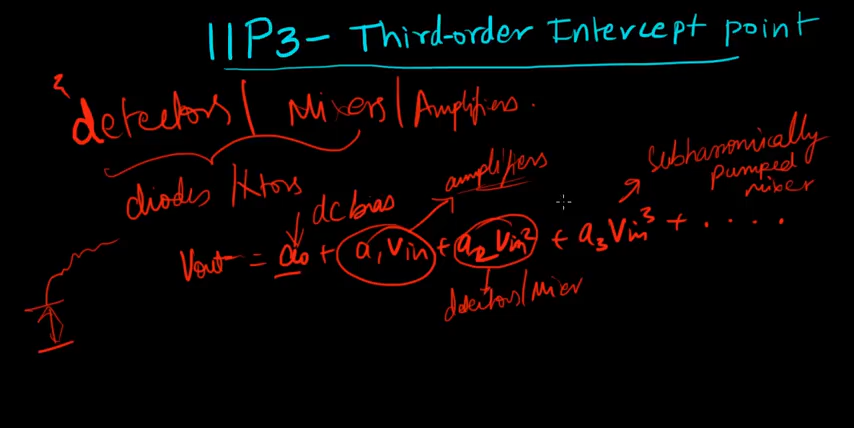 IIP3 - Third-order Intercept point
detectors | Mixers | Amplifiers.
diodes / Xtors
dc bias
amplifiers
Subharmonically
pumped
mixer
Vout = a₀ + a₁Vin + a₂Vin² + a₃Vin³ + . . . .
detectors/Mixer